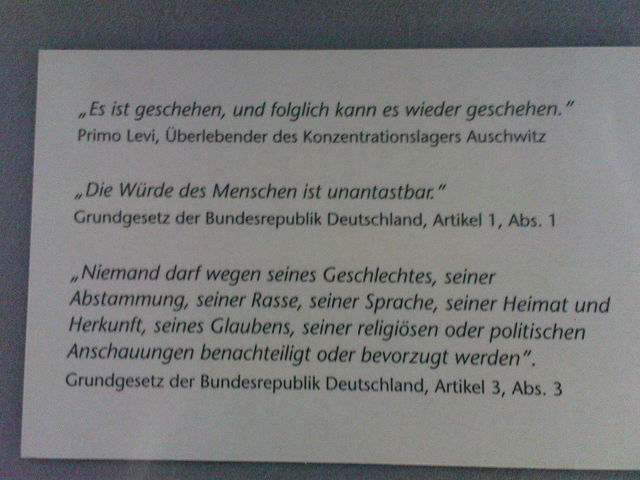 „Es ist geschehen, und folglich kann es wieder geschehen.”
Primo Levi, Überlebender des Konzentrationslagers Auschwitz
„Die Würde des Menschen ist unantastbar.”
Grundgesetz der Bundesrepublik Deutschland, Artikel 1, Abs. 1
„Niemand darf wegen seines Geschlechtes, seiner
Abstammung, seiner Rasse, seiner Sprache, seiner Heimat und
Herkunft, seines Glaubens, seiner religiösen oder politischen
Anschauungen benachteiligt oder bevorzugt werden”.
Grundgesetz der Bundesrepublik Deutschland, Artikel 3, Abs. 3